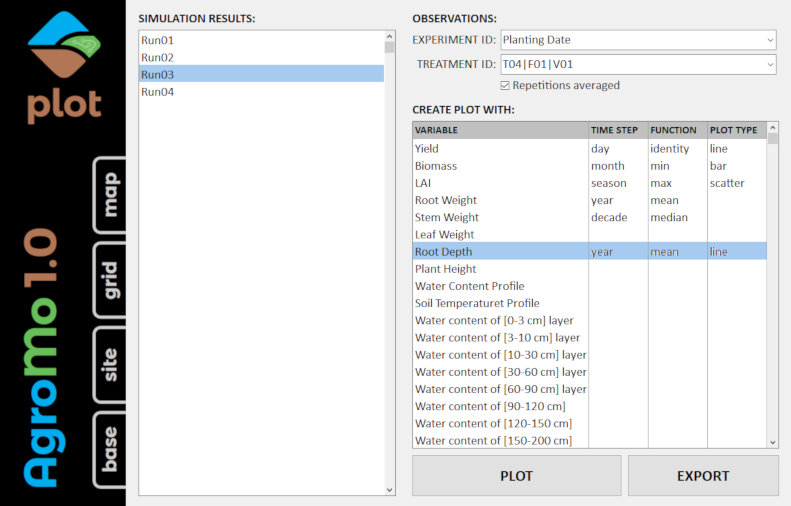 plot
AgroMo 1.0
map
grid
site
base
SIMULATION RESULTS:
Run01
Run02
Run03
Run04
OBSERVATIONS:
EXPERIMENT ID: Planting Date
TREATMENT ID: T04|F01|V01
Repetitions averaged
CREATE PLOT WITH:
VARIABLE TIME STEP FUNCTION PLOT TYPE
Yield day identity line
Biomass month min bar
LAI season max scatter
Root Weight year mean
Stem Weight decade median
Leaf Weight
Root Depth year mean line
Plant Height
Water Content Profile
Soil Temperaturet Profile
Water content of [0-3 cm] layer
Water content of [3-10 cm] layer
Water content of [10-30 cm] layer
Water content of [30-60 cm] layer
Water content of [60-90 cm] layer
Water content of [90-120 cm]
Water content of [120-150 cm]
Water content of [150-200 cm]
PLOT EXPORT